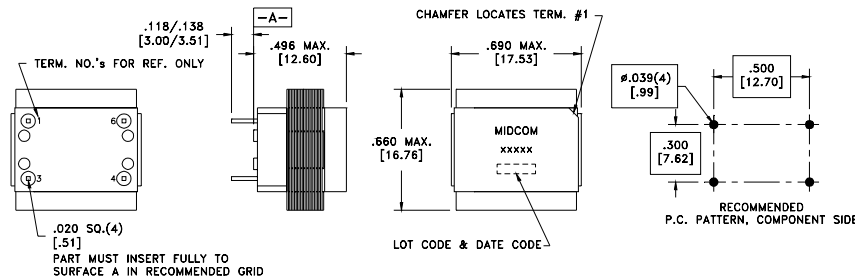 .118/.138
[3.00/3.51]
-A-
.496 MAX.
[12.60]
TERM. NO.'s FOR REF. ONLY
1
6
3
4
.020 SQ.(4)
[.51]
PART MUST INSERT FULLY TO
SURFACE A IN RECOMMENDED GRID
CHAMFER LOCATES TERM. #1
.690 MAX.
[17.53]
.660 MAX.
[16.76]
MIDCOM
xxxxx
LOT CODE & DATE CODE
ø.039(4)
[.99]
.500
[12.70]
.300
[7.62]
RECOMMENDED
P.C. PATTERN, COMPONENT SIDE